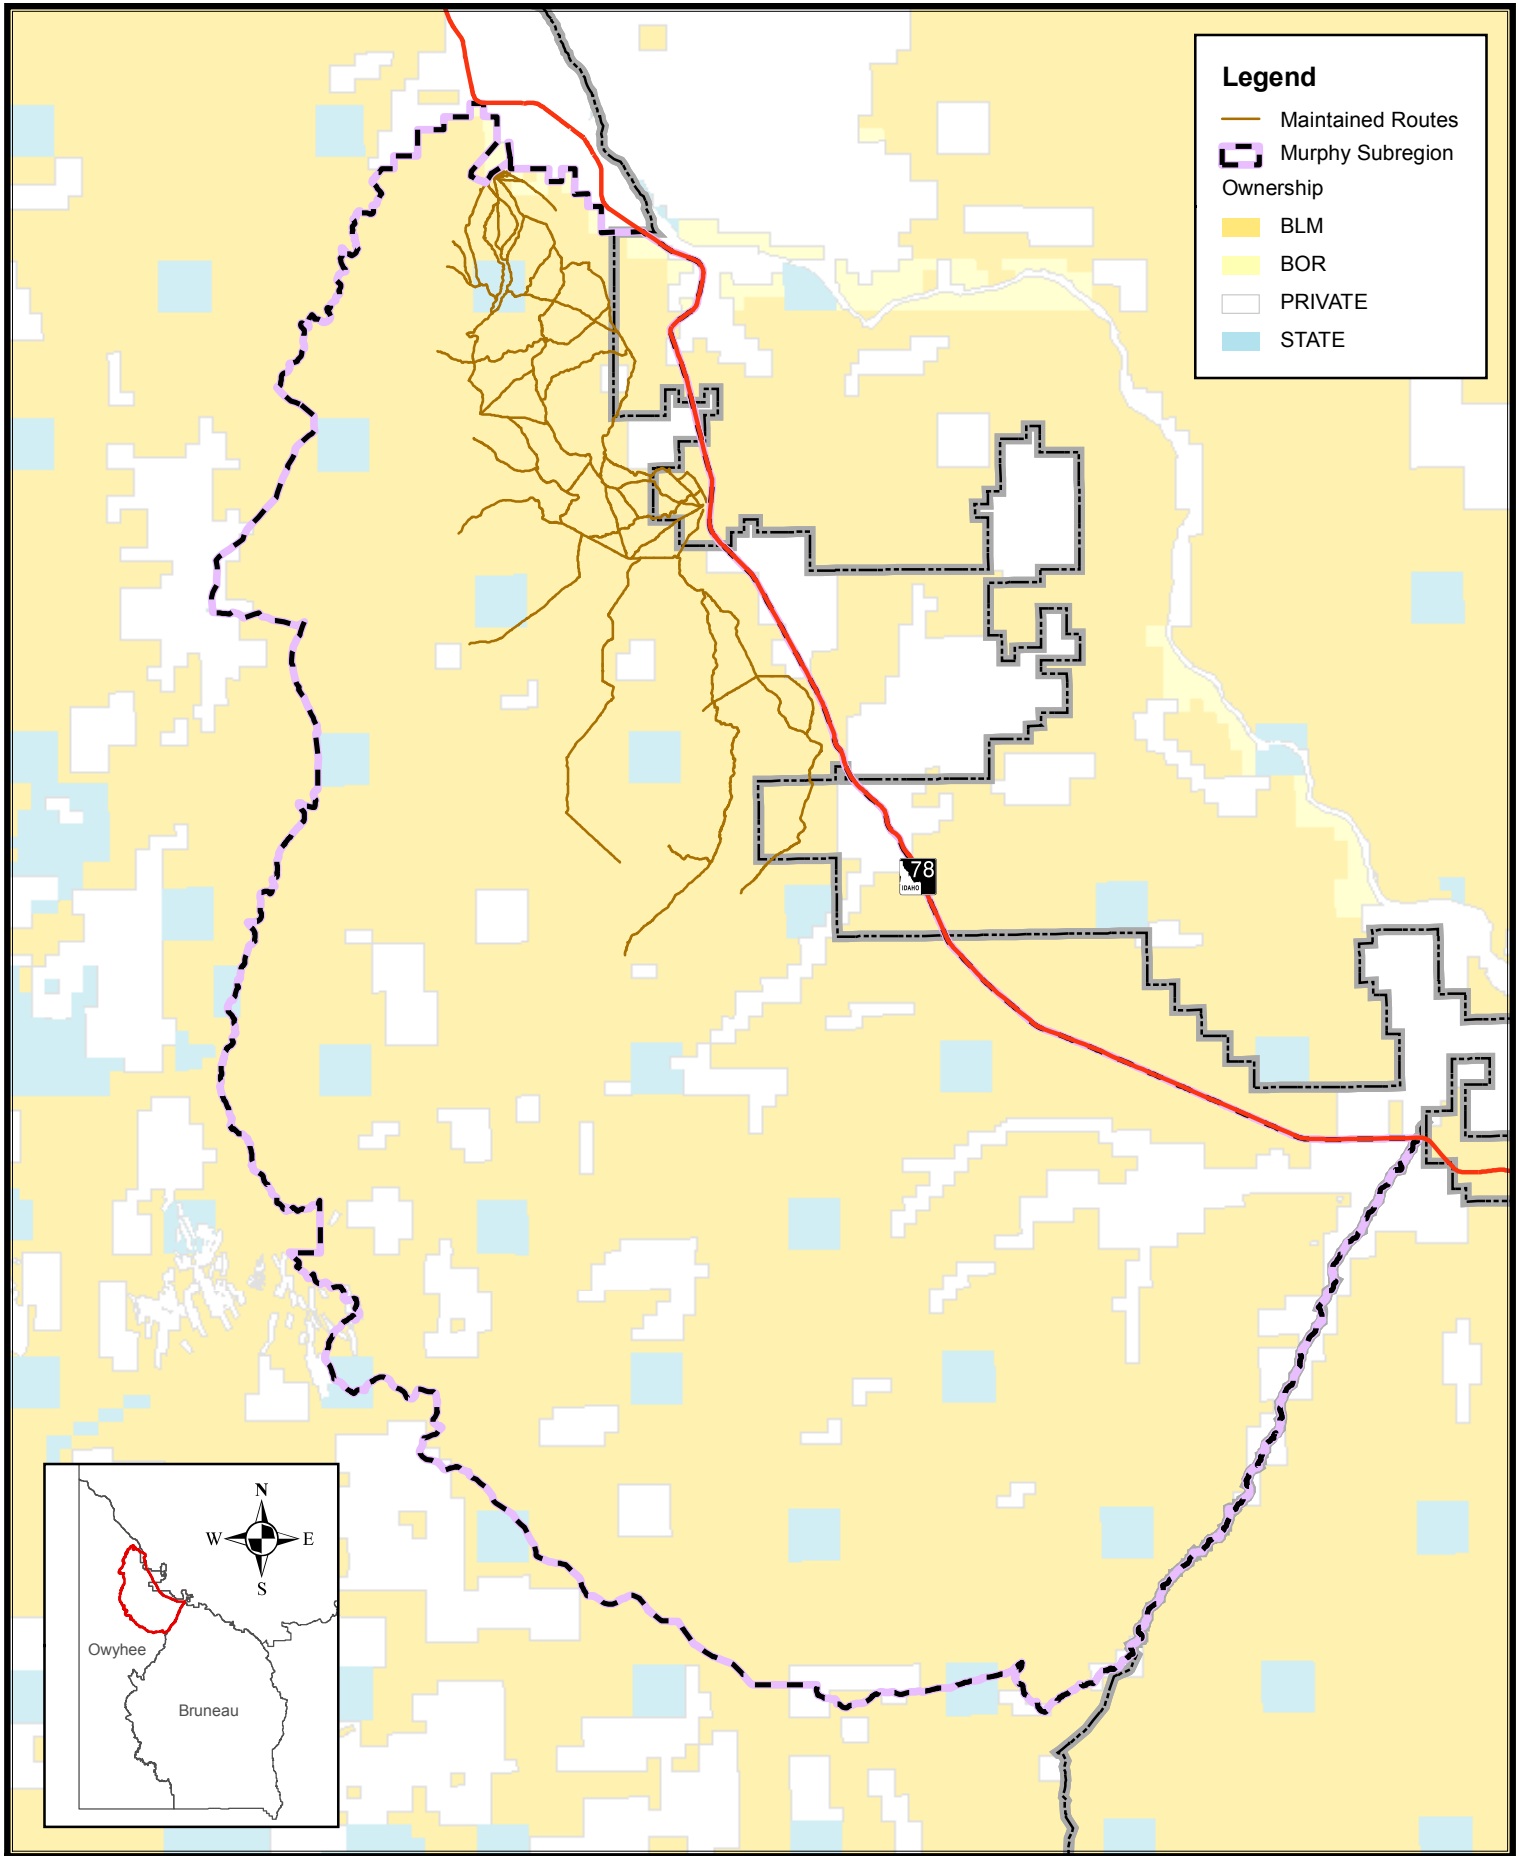 Legend
Maintained Routes
Murphy Subregion
Ownership
BLM
BOR
PRIVATE
STATE
78
IDAHO
N
W E
S
Owyhee
Bruneau